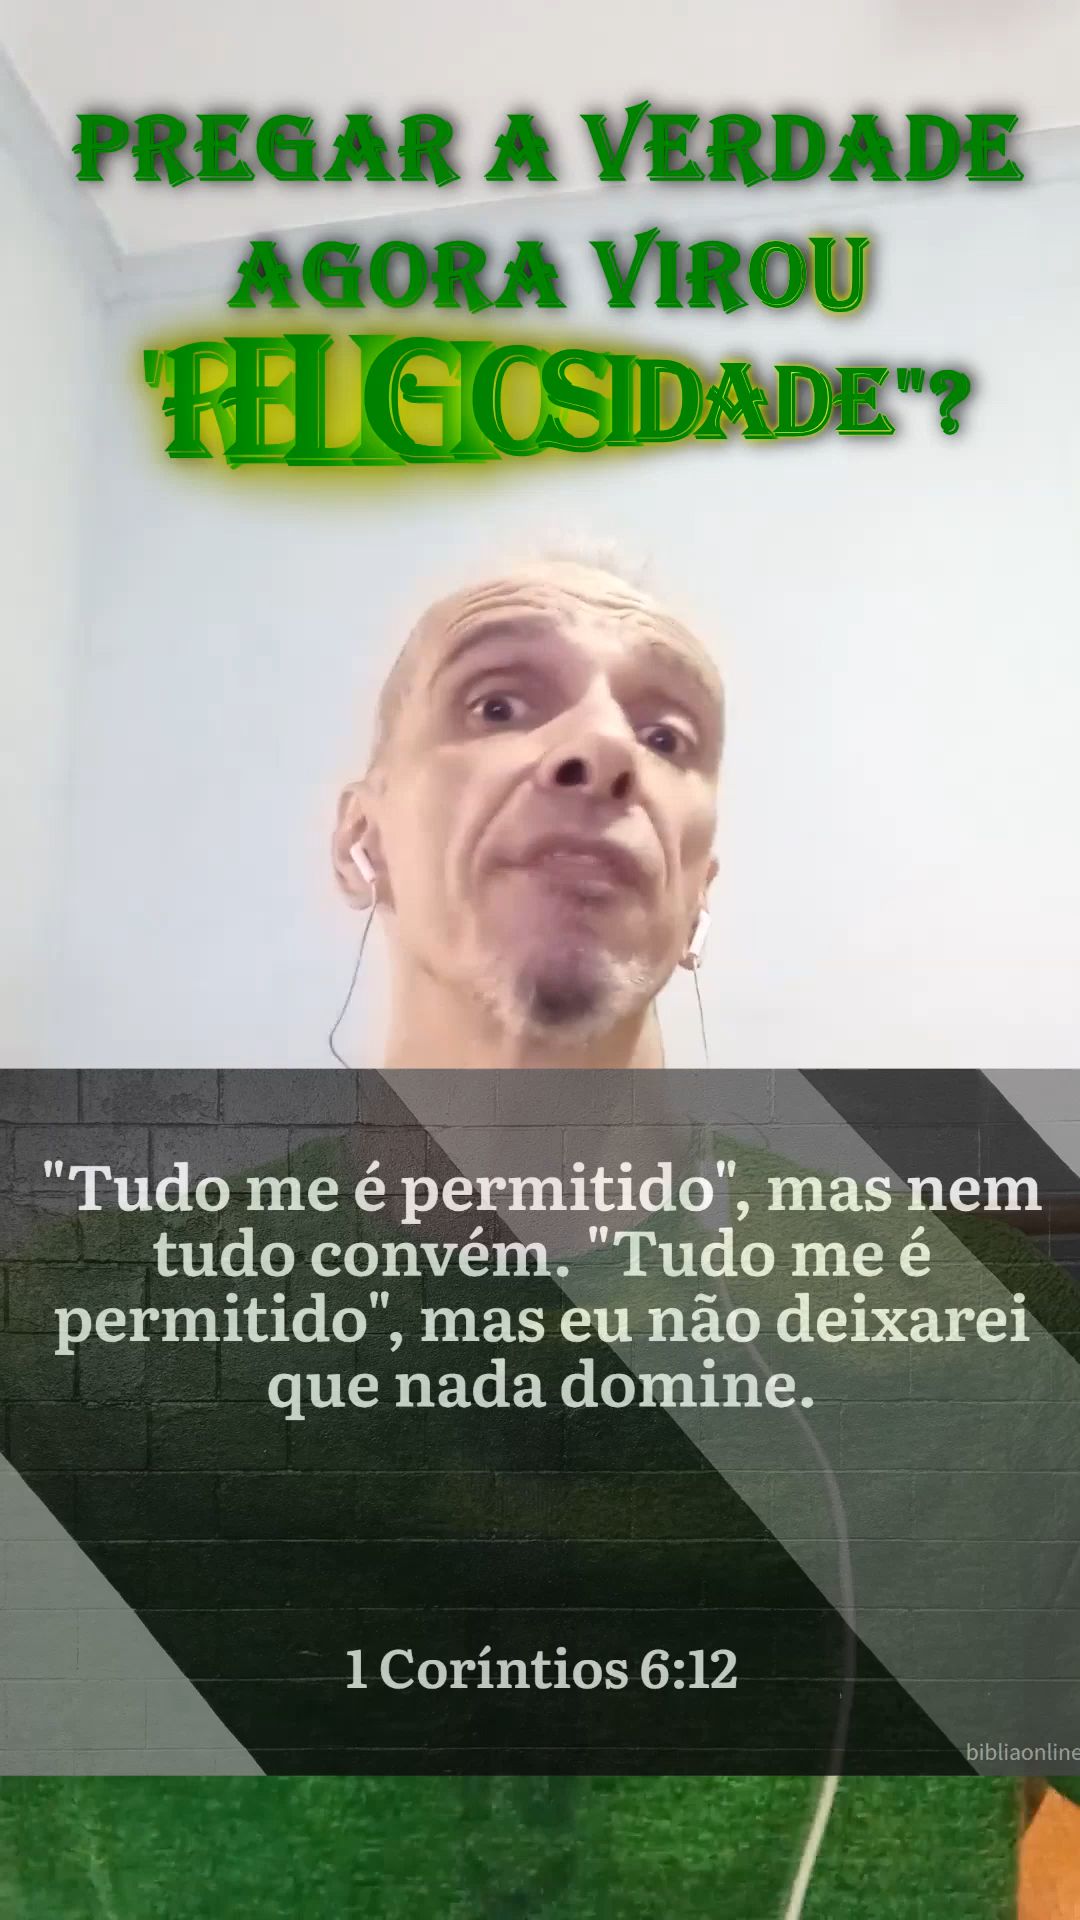 PREGAR A VERDADE
AGORA VIROU
"RELIGIOSIDADE"?
"Tudo me é permitido", mas nem
tudo convém. "Tudo me é
permitido", mas eu não deixarei
que nada domine.
1 Coríntios 6:12
bibliaonline